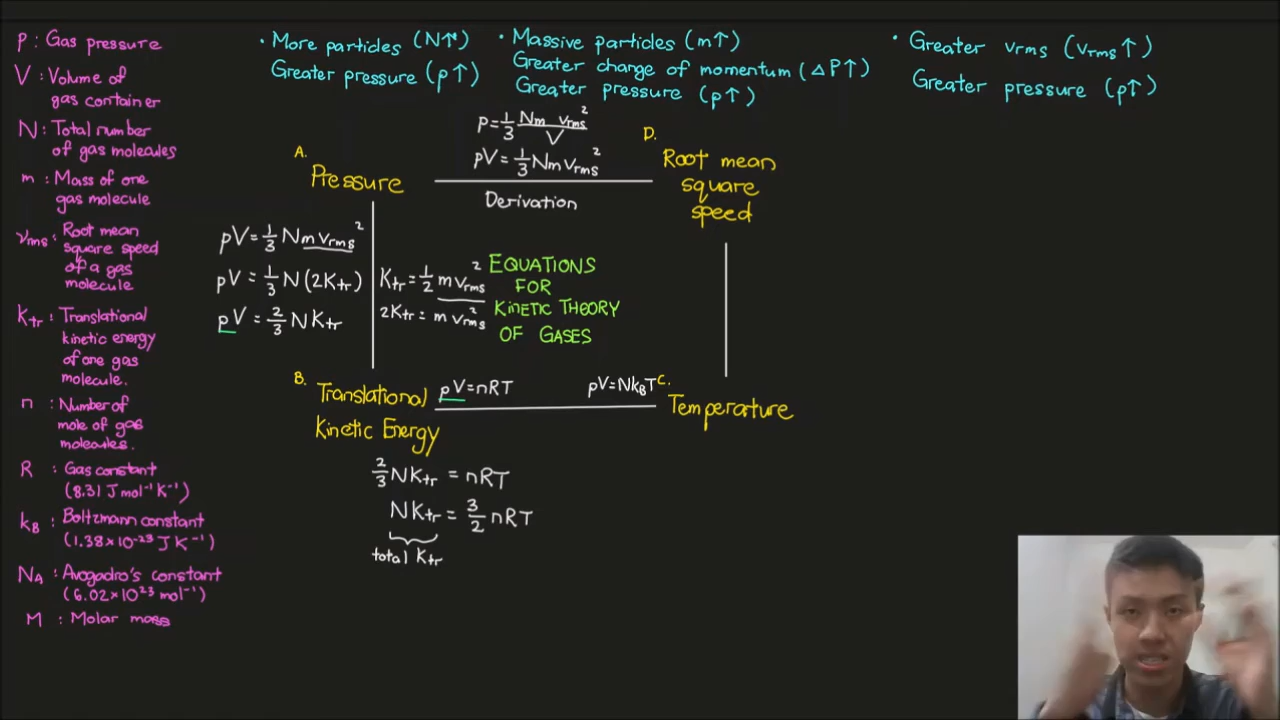 P : Gas pressure
V : Volume of
gas container
N : Total number
of gas molecules
m : Mass of one
gas molecule
vrms : Root mean
square speed
of a gas
molecule
Ktr : Translational
kinetic energy
of one gas
molecule.
n : Number of
mole of gas
molecules.
R : Gas constant
(8.31 J mol⁻¹ K⁻¹)
kB : Boltzmann constant
(1.38×10⁻²³ J K⁻¹)
NA : Avogadro's constant
(6.02×10²³ mol⁻¹)
M : Molar mass
• More particles (N↑)
Greater pressure (p↑)
• Massive particles (m↑)
Greater change of momentum (ΔP↑)
Greater pressure (p↑)
• Greater vrms (vrms↑)
Greater pressure (p↑)
P = 1/3 Nm vrms²/V
pV = 1/3 Nm vrms²
Derivation
A.
Pressure
D.
Root mean
square
speed
pV = 1/3 Nm vrms²
pV = 1/3 N(2Ktr)
pV = 2/3 NKtr
Ktr = 1/2 m vrms²
2Ktr = m vrms²
EQUATIONS
FOR
KINETIC THEORY
OF GASES
B.
Translational
Kinetic Energy
pV = nRT
pV = NkBT
C.
Temperature
2/3 NKtr = nRT
NKtr = 3/2 nRT
total Ktr